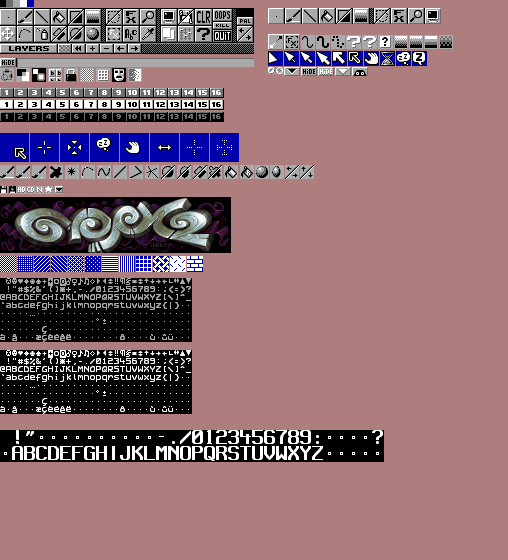 CLR OOPS KILL PAL
QUIT
LAYERS
HIDE
HIDE HIDE
1 2 3 4 5 6 7 8 9 10 11 12 13 14 15 16
1 2 3 4 5 6 7 8 9 10 11 12 13 14 15 16
1 2 3 4 5 6 7 8 9 10 11 12 13 14 15 16
HD CD N
!"#$%&'()*+,-./0123456789:;<=>?
@ABCDEFGHIJKLMNOPQRSTUVWXYZ[\]^_
`abcdefghijklmnopqrstuvwxyz{|}
!"#$%&'()*+,-./0123456789:;<=>?
@ABCDEFGHIJKLMNOPQRSTUVWXYZ[\]^_
`abcdefghijklmnopqrstuvwxyz{|}
!"··········-./0123456789:····?
·ABCDEFGHIJKLMNOPQRSTUVWXYZ·····